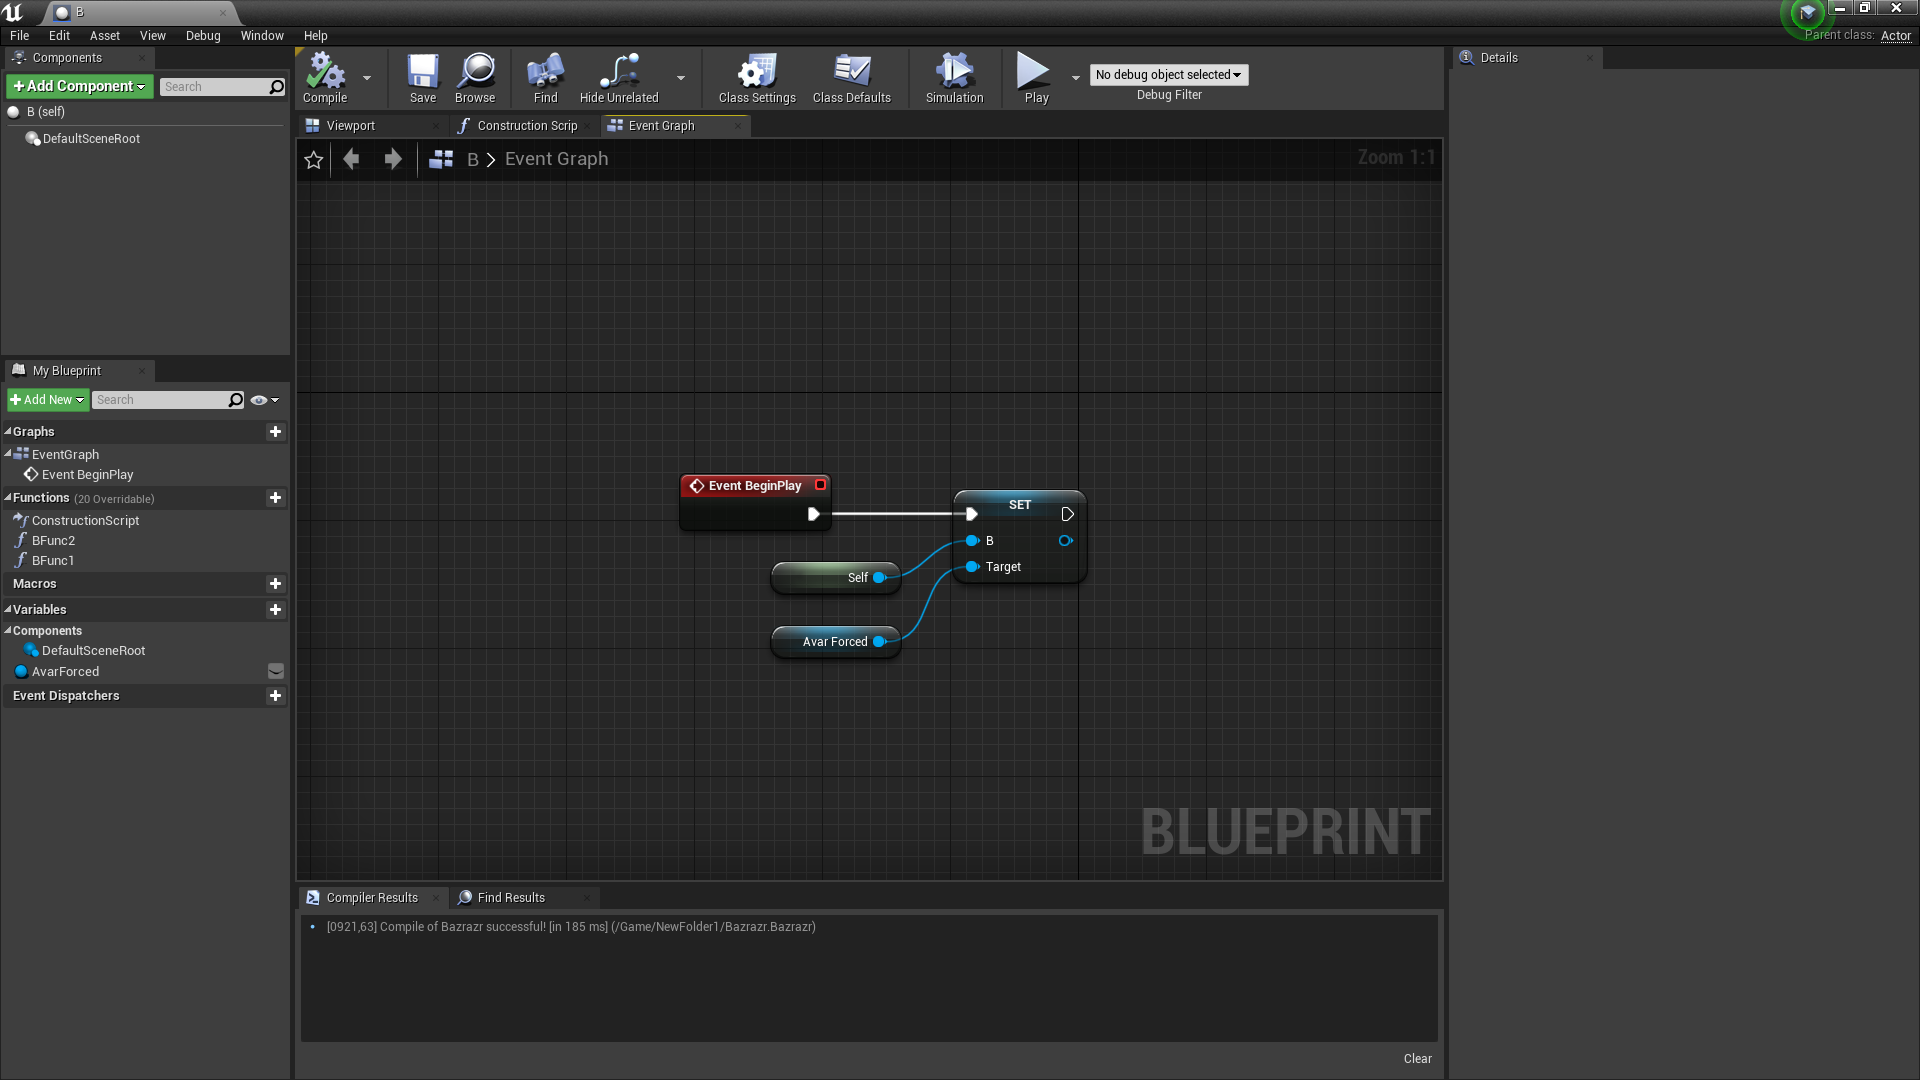 B
File Edit Asset View Debug Window Help
Parent class: Actor
Components
Add Component
Search
B (self)
DefaultSceneRoot
Compile
Save
Browse
Find
Hide Unrelated
Class Settings
Class Defaults
Simulation
Play
No debug object selected
Debug Filter
Details
Viewport
Construction Scrip
Event Graph
B > Event Graph
Zoom 1:1
My Blueprint
Add New
Search
Graphs
EventGraph
Event BeginPlay
Functions (20 Overridable)
ConstructionScript
BFunc2
BFunc1
Macros
Variables
Components
DefaultSceneRoot
AvarForced
Event Dispatchers
Event BeginPlay
SET
B
Target
Self
Avar Forced
BLUEPRINT
Compiler Results
Find Results
[0921,63] Compile of Bazrazr successful! [in 185 ms] (/Game/NewFolder1/Bazrazr.Bazrazr)
Clear